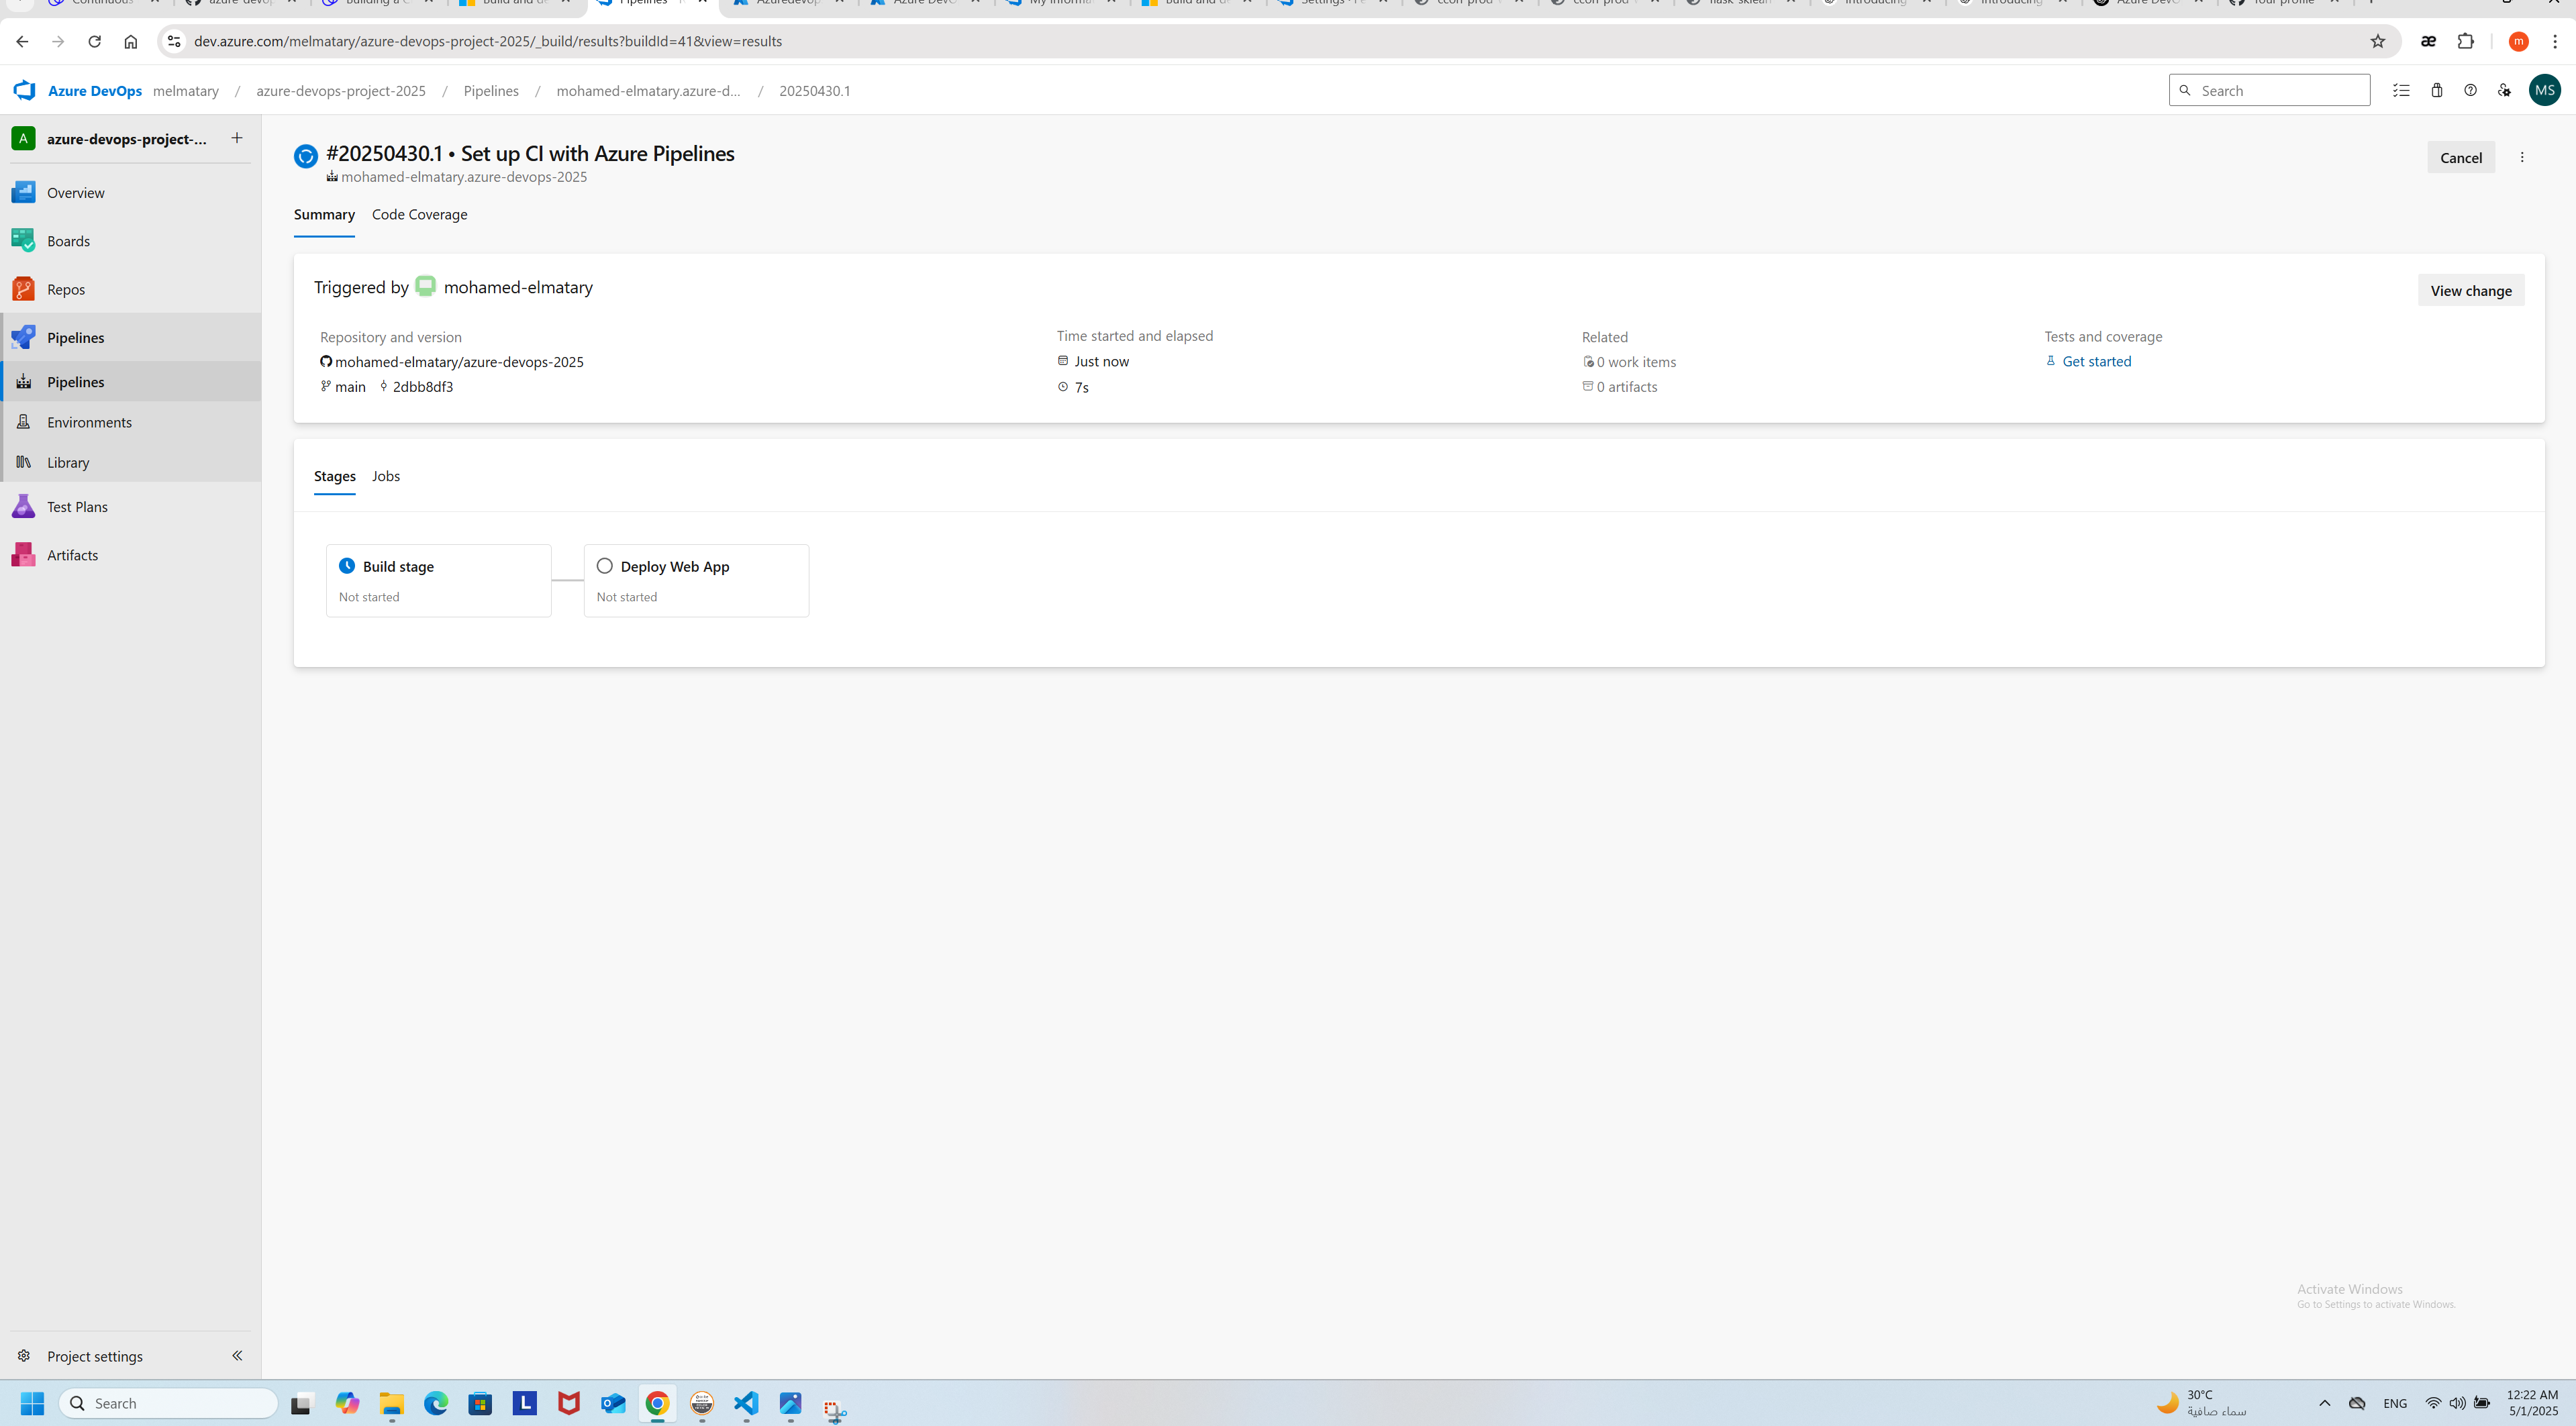 dev.azure.com/melmatary/azure-devops-project-2025/_build/results?buildId=41&view=results
m
Azure DevOps melmatary / azure-devops-project-2025 / Pipelines / mohamed-elmatary.azure-d... / 20250430.1
Search
MS
A azure-devops-project-...
Overview
Boards
Repos
Pipelines
Pipelines
Environments
Library
Test Plans
Artifacts
Project settings
#20250430.1 • Set up CI with Azure Pipelines
mohamed-elmatary.azure-devops-2025
Cancel
Summary Code Coverage
Triggered by mohamed-elmatary
View change
Repository and version
mohamed-elmatary/azure-devops-2025
main 2dbb8df3
Time started and elapsed
Just now
7s
Related
0 work items
0 artifacts
Tests and coverage
Get started
Stages Jobs
Build stage
Not started
Deploy Web App
Not started
Activate Windows
Go to Settings to activate Windows.
Search
L
30°C
سماء صافية
ENG
12:22 AM
5/1/2025